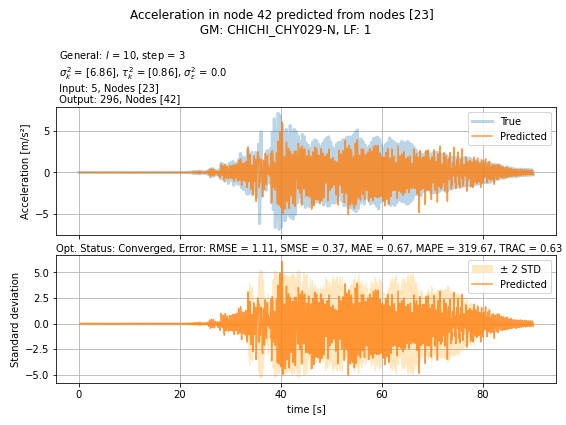 Acceleration in node 42 predicted from nodes [23]
GM: CHICHI_CHY029-N, LF: 1
General: l = 10, step = 3
σ²ₖ = [6.86], τ²ₖ = [0.86], σ²ε = 0.0
Input: 5, Nodes [23]
Output: 296, Nodes [42]
Acceleration [m/s²]
5
0
−5
True
Predicted
Opt. Status: Converged, Error: RMSE = 1.11, SMSE = 0.37, MAE = 0.67, MAPE = 319.67, TRAC = 0.63
Standard deviation
5.0
2.5
0.0
−2.5
−5.0
± 2 STD
Predicted
0 20 40 60 80
time [s]